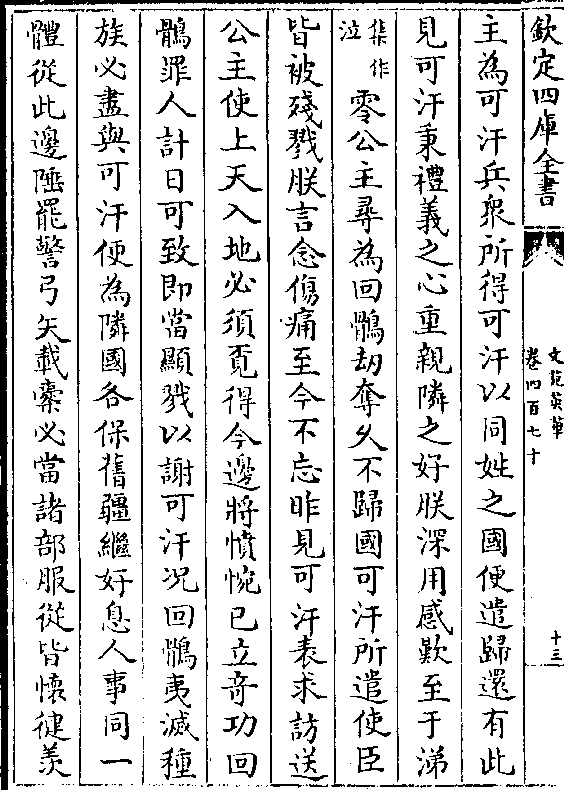 欽定四庫全書
文苑英華
卷四百七十
十三
主為可汗兵衆所得可汗以同姓之國便遣歸還有此
見可汗秉禮義之心重親隣之好朕深用感歎至于涕
集作泣
零公主尋為回鶻劫奪久不歸國可汗所遣使臣
皆被殘戮朕言念傷痛至今不忘昨見可汗表求訪送
公主使上天入地必須覓得今邊將憤惋已立竒功回
鶻罪人計日可致即當顯戮以謝可汗况回鶻夷滅種
族必盡與可汗便為隣國各保舊疆繼好息人事同一
體從此邊陲罷警弓矢載櫜必當諸部服從皆懷健羡